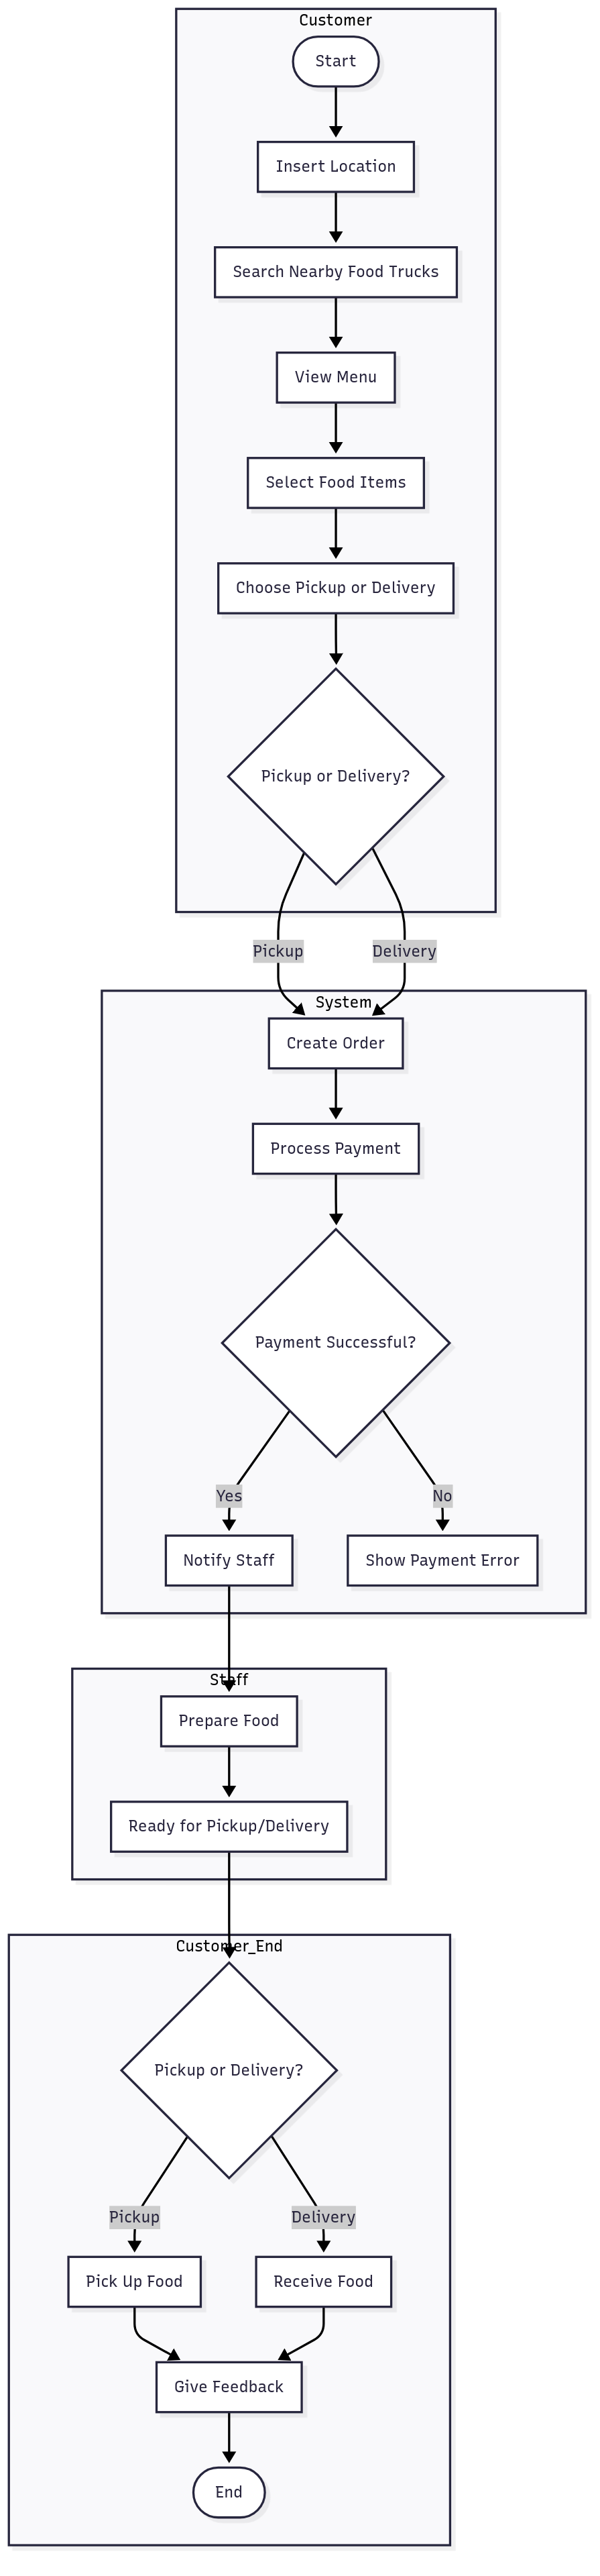 Customer
Start
Insert Location
Search Nearby Food Trucks
View Menu
Select Food Items
Choose Pickup or Delivery
Pickup or Delivery?
Pickup
Delivery
System
Create Order
Process Payment
Payment Successful?
Yes
No
Notify Staff
Show Payment Error
Staff
Prepare Food
Ready for Pickup/Delivery
Customer_End
Pickup or Delivery?
Pickup
Delivery
Pick Up Food
Receive Food
Give Feedback
End